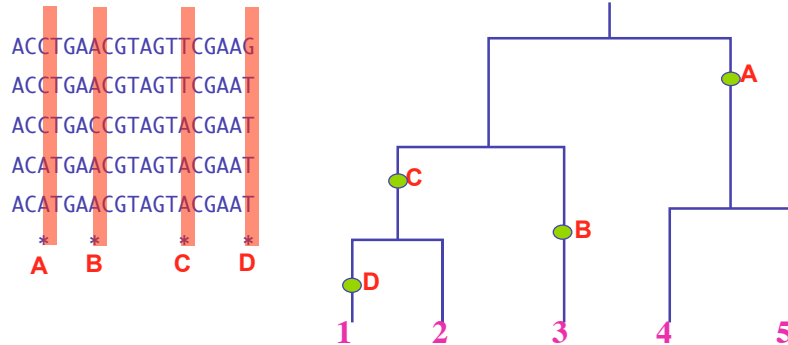 ACCTGAACGTAGTTCGAAG
ACCTGAACGTAGTTCGAAT
ACCTGACCGTAGTACGAAT
ACATGAACGTAGTACGAAT
ACATGAACGTAGTACGAAT
* * * *
A B C D
A
C
B
D
1 2 3 4 5